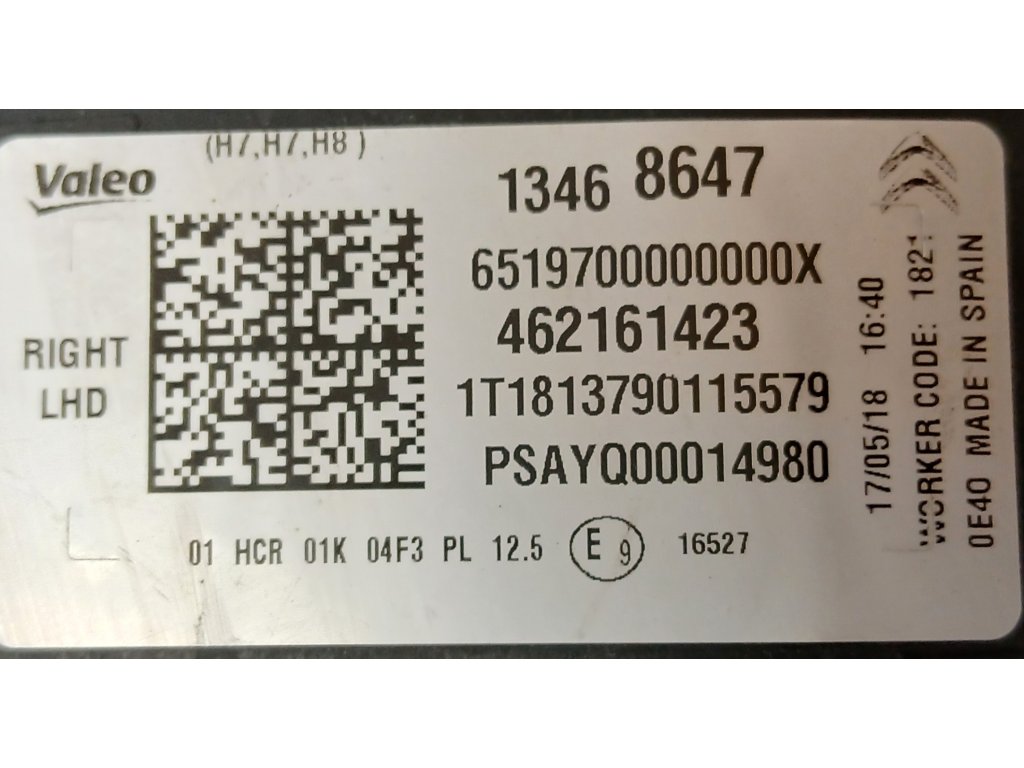 (H7,H7,H8)
Valeo
1346 8647
6519700000000X
462161423
1T1813790115579
PSAYQ00014980
RIGHT
LHD
01 HCR 01K 04F3 PL 12.5 E 9 16527
17/05/18 16:40
WORKER CODE: 1821
0E40 MADE IN SPAIN